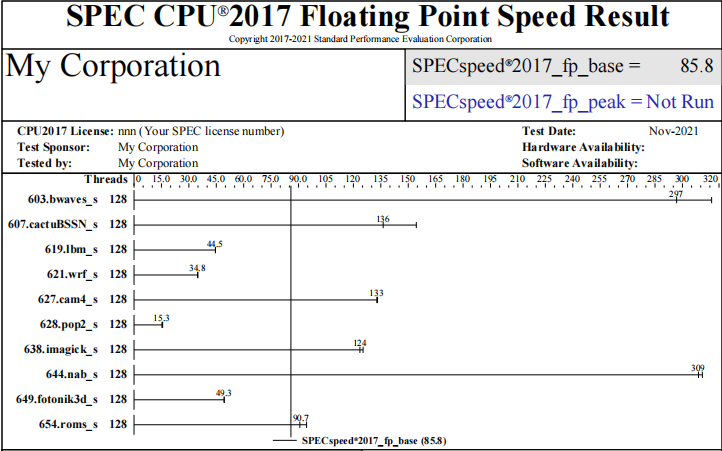 SPEC CPU®2017 Floating Point Speed Result
Copyright 2017-2021 Standard Performance Evaluation Corporation
My Corporation
SPECspeed®2017_fp_base = 85.8
SPECspeed®2017_fp_peak = Not Run
CPU2017 License: nnn (Your SPEC license number) Test Date: Nov-2021
Test Sponsor: My Corporation Hardware Availability:
Tested by: My Corporation Software Availability:
Threads 0 15.0 30.0 45.0 60.0 75.0 90.0 105 120 135 150 165 180 195 210 225 240 255 270 285 300 320
603.bwaves_s 128 297
607.cactuBSSN_s 128 136
619.lbm_s 128 44.5
621.wrf_s 128 34.8
627.cam4_s 128 133
628.pop2_s 128 15.3
638.imagick_s 128 124
644.nab_s 128 309
649.fotonik3d_s 128 49.3
654.roms_s 128 90.7
SPECspeed®2017_fp_base (85.8)